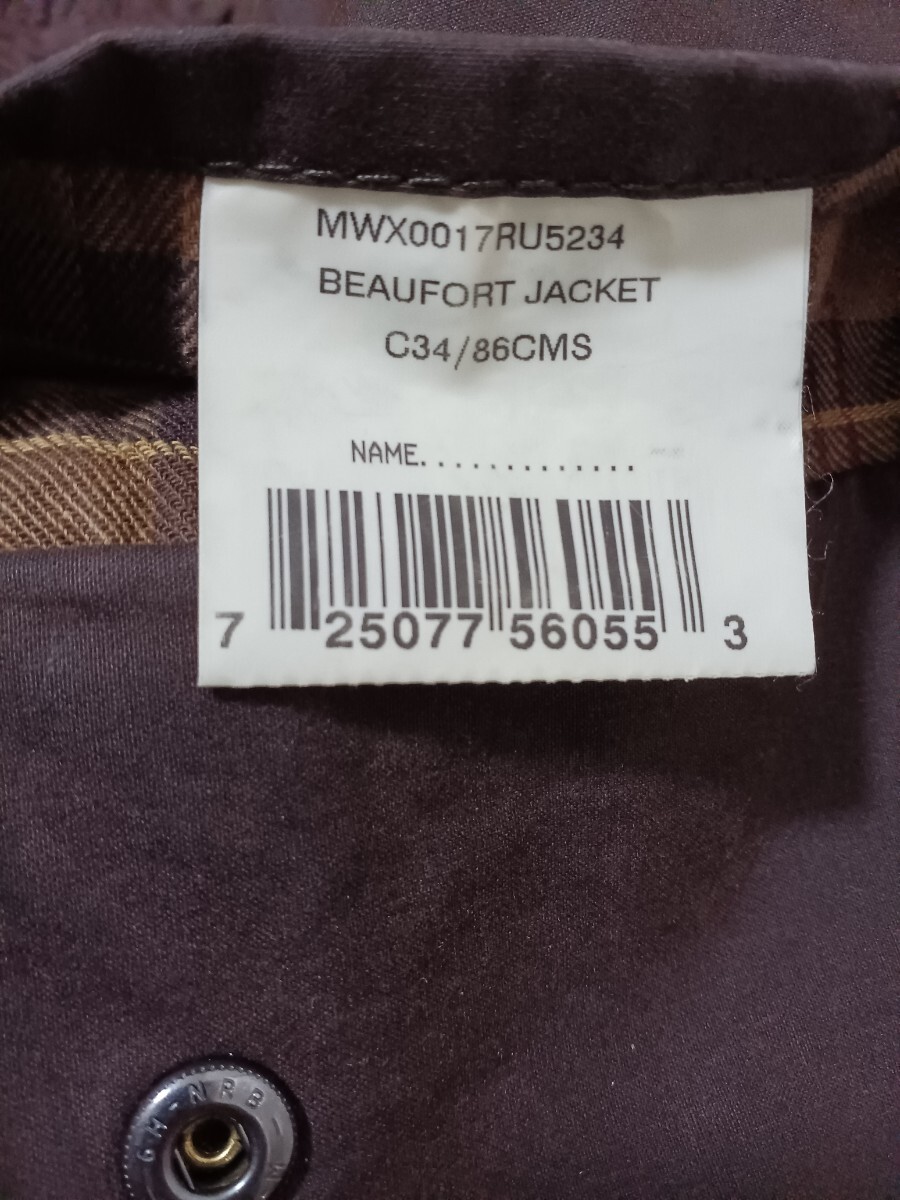 MWX0017RU5234
BEAUFORT JACKET
C34/86CMS
NAME.............
7 25077 56055 3